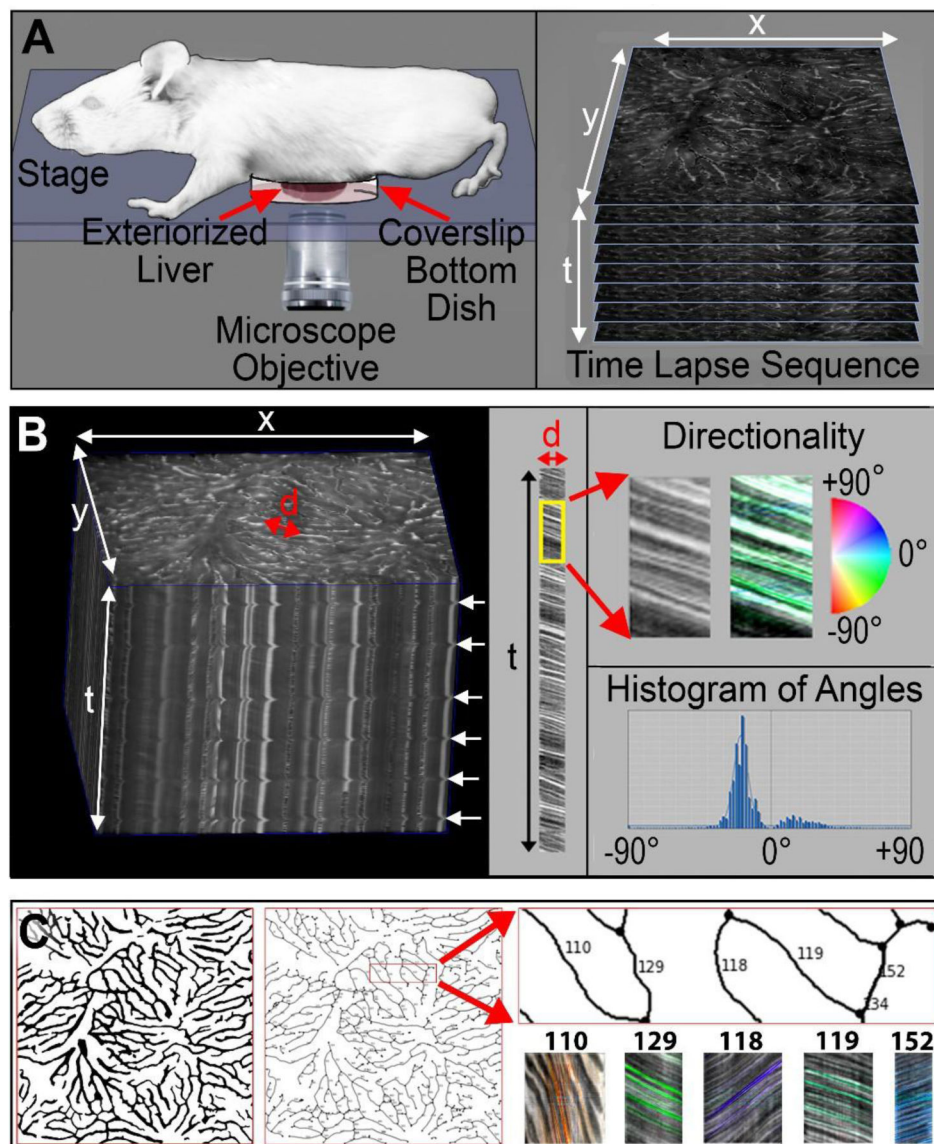 A
Stage
Exteriorized
Liver
Coverslip
Bottom
Dish
Microscope
Objective
x
y
t
Time Lapse Sequence
B
x
y
d
t
d
t
Directionality
+90°
0°
-90°
Histogram of Angles
-90° 0° +90
C
110
129
118
119
152
134
110 129 118 119 152